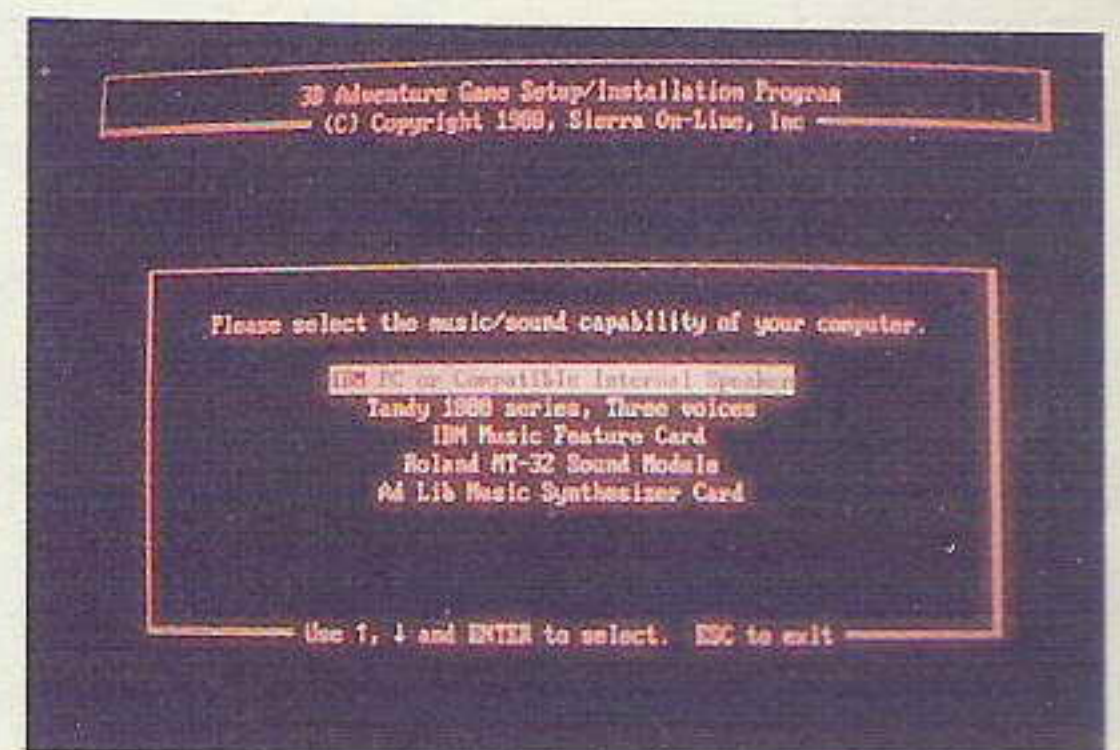 3D Adventure Game Setup/Installation Program
(C) Copyright 1988, Sierra On-Line, Inc
Please select the music/sound capability of your computer.
IBM PC or Compatible Internal Speaker
Tandy 1000 series, Three voices
IBM Music Feature Card
Roland MT-32 Sound Module
Ad Lib Music Synthesizer Card
Use ↑, ↓ and ENTER to select. ESC to exit